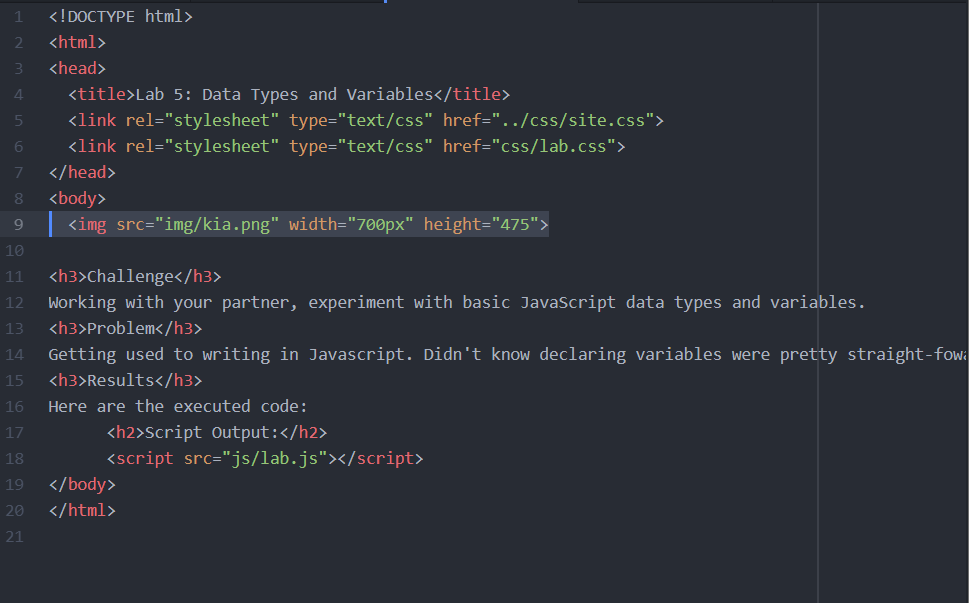 1 <!DOCTYPE html>
2 <html>
3 <head>
4 <title>Lab 5: Data Types and Variables</title>
5 <link rel="stylesheet" type="text/css" href="../css/site.css">
6 <link rel="stylesheet" type="text/css" href="css/lab.css">
7 </head>
8 <body>
9 <img src="img/kia.png" width="700px" height="475">
10
11 <h3>Challenge</h3>
12 Working with your partner, experiment with basic JavaScript data types and variables.
13 <h3>Problem</h3>
14 Getting used to writing in Javascript. Didn't know declaring variables were pretty
15 <h3>Results</h3>
16 Here are the executed code:
17 <h2>Script Output:</h2>
18 <script src="js/lab.js"></script>
19 </body>
20 </html>
21